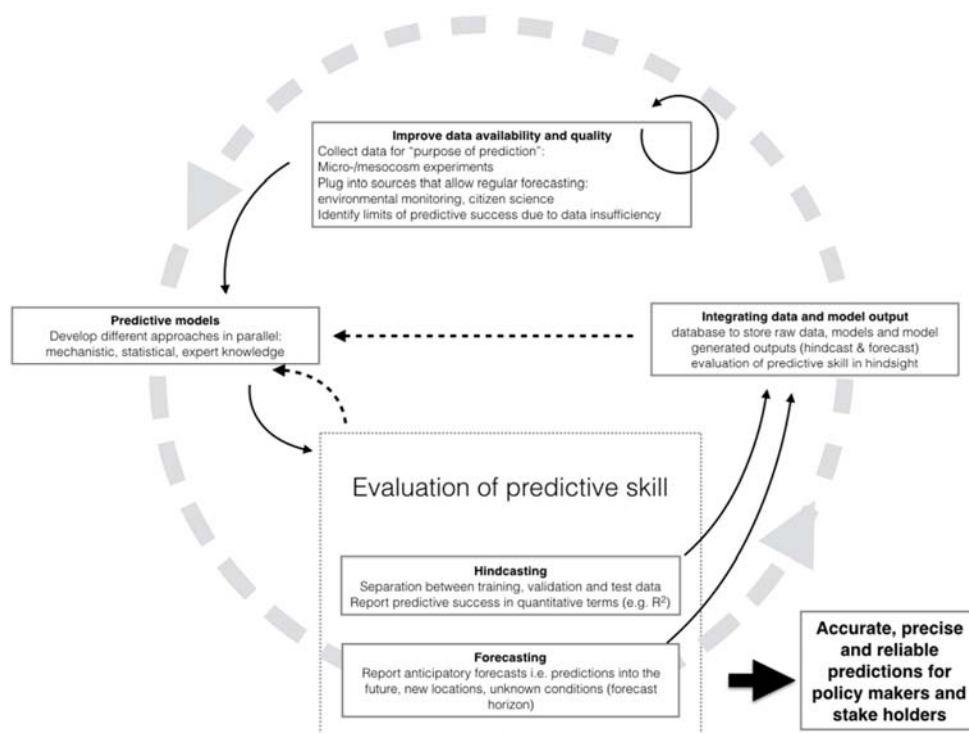 Improve data availability and quality
Collect data for “purpose of prediction”:
Micro-/mesocosm experiments
Plug into sources that allow regular forecasting:
environmental monitoring, citizen science
Identify limits of predictive success due to data insufficiency
Predictive models
Develop different approaches in parallel:
mechanistic, statistical, expert knowledge
Integrating data and model output
database to store raw data, models and model
generated outputs (hindcast & forecast)
evaluation of predictive skill in hindsight
Evaluation of predictive skill
Hindcasting
Separation between training, validation and test data
Report predictive success in quantitative terms (e.g. R²)
Forecasting
Report anticipatory forecasts i.e. predictions into the
future, new locations, unknown conditions (forecast
horizon)
Accurate, precise
and reliable
predictions for
policy makers and
stake holders